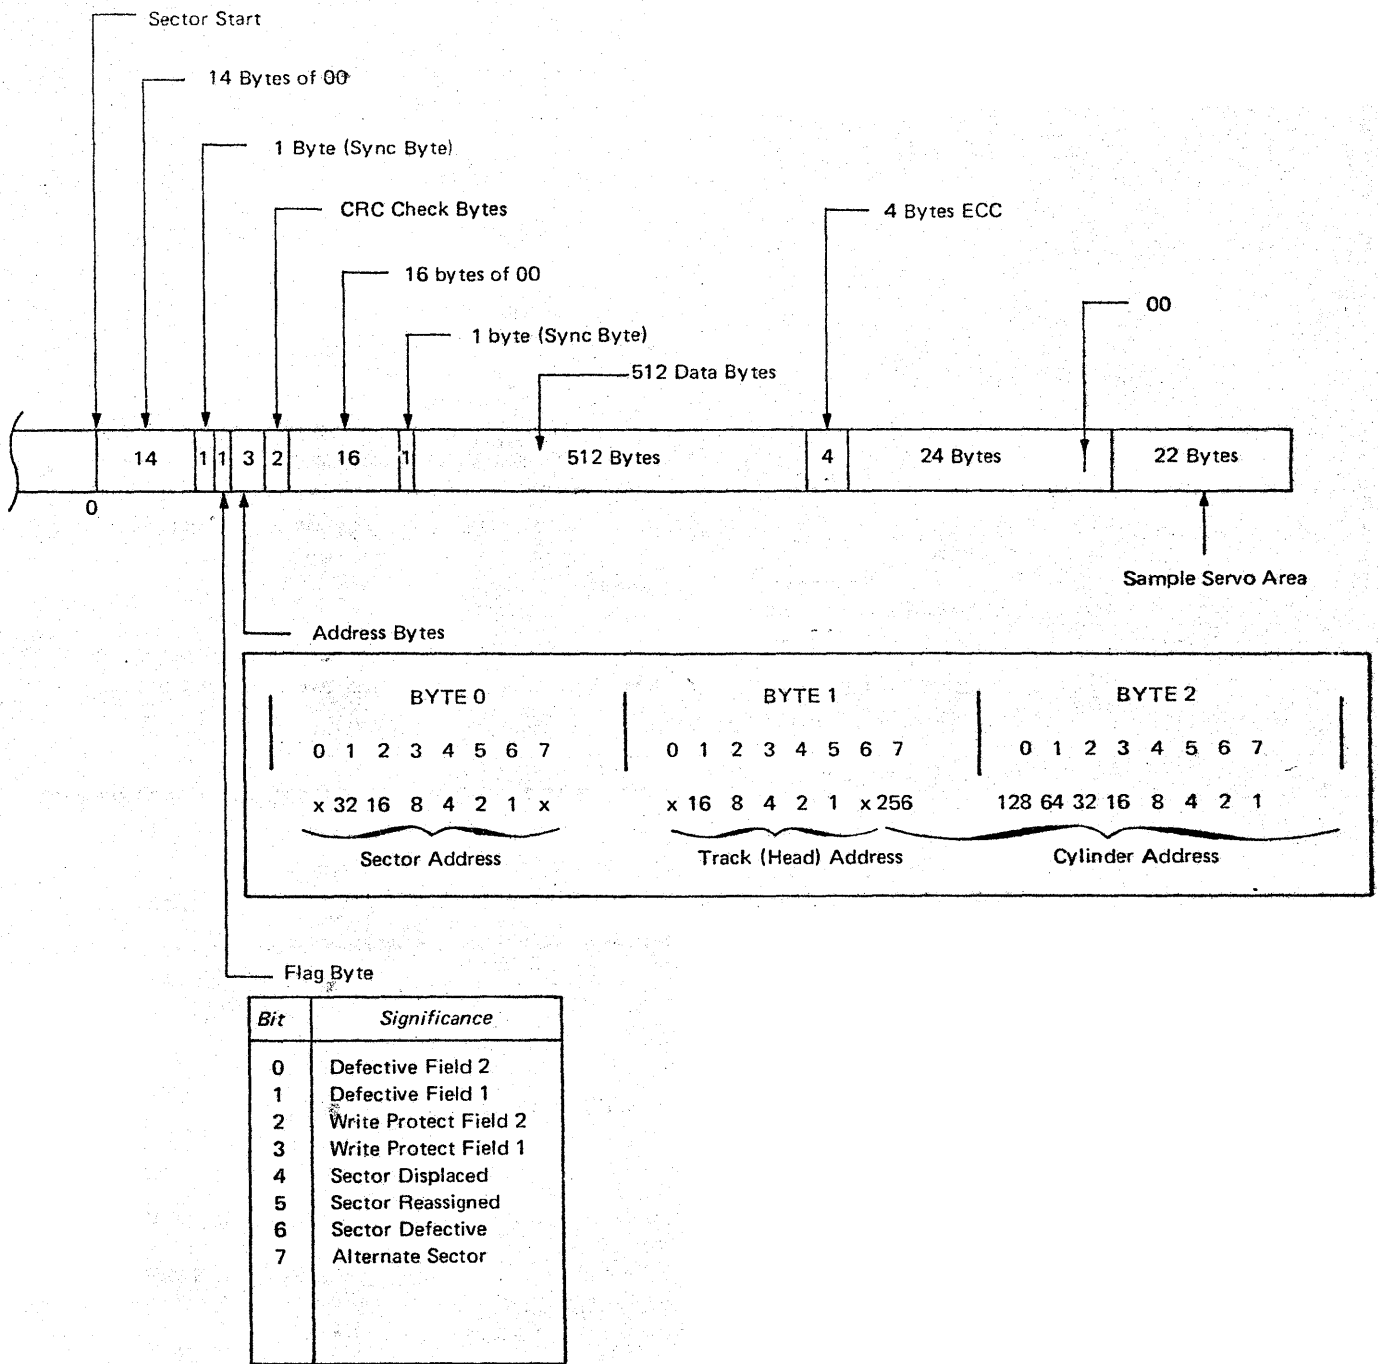 Sector Start
14 Bytes of 00
1 Byte (Sync Byte)
CRC Check Bytes
4 Bytes ECC
16 bytes of 00
00
1 byte (Sync Byte)
512 Data Bytes
14 1 1 3 2 16 1 512 Bytes 4 24 Bytes 22 Bytes
0
Sample Servo Area
Address Bytes
BYTE 0 BYTE 1 BYTE 2
0 1 2 3 4 5 6 7 0 1 2 3 4 5 6 7 0 1 2 3 4 5 6 7
x 32 16 8 4 2 1 x x 16 8 4 2 1 x 256 128 64 32 16 8 4 2 1
Sector Address Track (Head) Address Cylinder Address
Flag Byte
Bit Significance
0 Defective Field 2
1 Defective Field 1
2 Write Protect Field 2
3 Write Protect Field 1
4 Sector Displaced
5 Sector Reassigned
6 Sector Defective
7 Alternate Sector